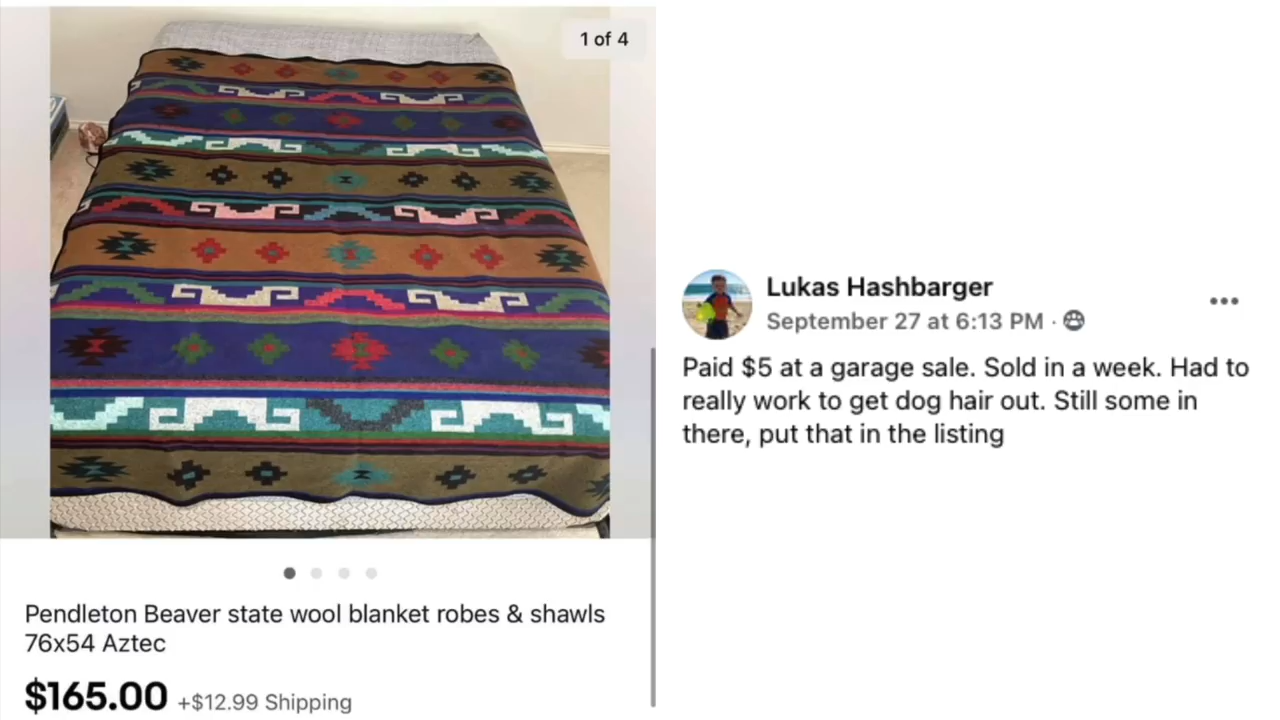 1 of 4
Pendleton Beaver state wool blanket robes & shawls
76x54 Aztec
$165.00 +$12.99 Shipping
Lukas Hashbarger
September 27 at 6:13 PM ·
Paid $5 at a garage sale. Sold in a week. Had to
really work to get dog hair out. Still some in
there, put that in the listing